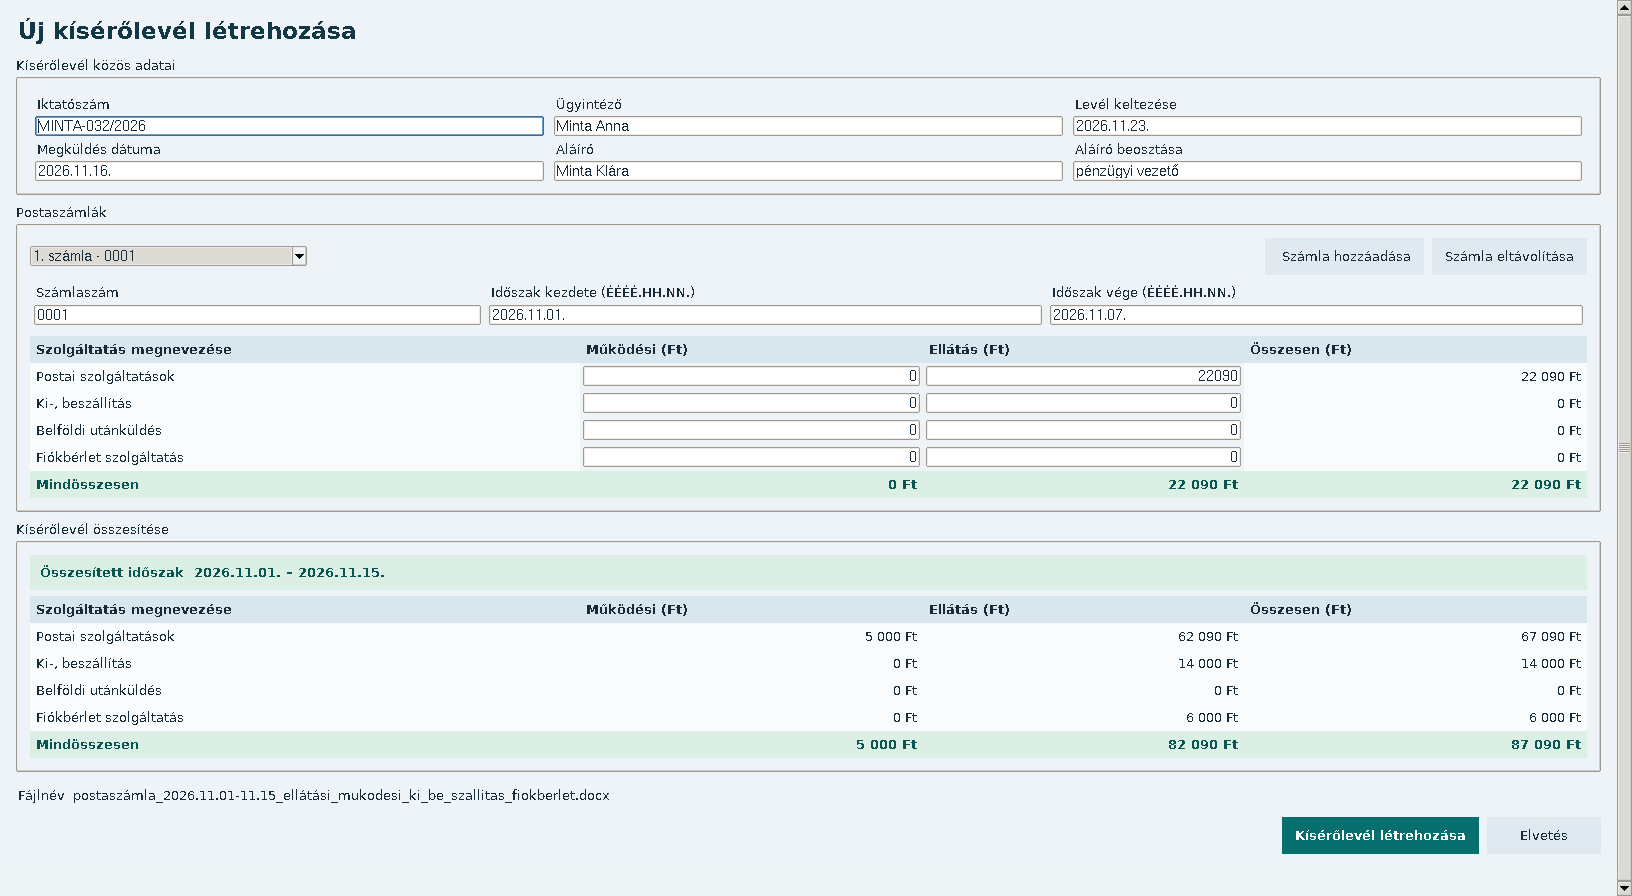 Új kísérőlevél létrehozása
Kísérőlevél közös adatai
Iktatószám Ügyintéző Levél keltezése
MINTA-032/2026 Minta Anna 2026.11.23.
Megküldés dátuma Aláíró Aláíró beosztása
2026.11.16. Minta Klára pénzügyi vezető
Postaszámlák
1. számla - 0001 Számla hozzáadása Számla eltávolítása
Számlaszám Időszak kezdete (ÉÉÉÉ.HH.NN.) Időszak vége (ÉÉÉÉ.HH.NN.)
0001 2026.11.01. 2026.11.07.
Szolgáltatás megnevezése Működési (Ft) Ellátás (Ft) Összesen (Ft)
Postai szolgáltatások 0 22090 22 090 Ft
Ki-, beszállítás 0 0 0 Ft
Belföldi utánküldés 0 0 0 Ft
Fiókbérlet szolgáltatás 0 0 0 Ft
Mindösszesen 0 Ft 22 090 Ft 22 090 Ft
Kísérőlevél összesítése
Összesített időszak 2026.11.01. – 2026.11.15.
Szolgáltatás megnevezése Működési (Ft) Ellátás (Ft) Összesen (Ft)
Postai szolgáltatások 5 000 Ft 62 090 Ft 67 090 Ft
Ki-, beszállítás 0 Ft 14 000 Ft 14 000 Ft
Belföldi utánküldés 0 Ft 0 Ft 0 Ft
Fiókbérlet szolgáltatás 0 Ft 6 000 Ft 6 000 Ft
Mindösszesen 5 000 Ft 82 090 Ft 87 090 Ft
Fájlnév postaszámla_2026.11.01-11.15_ellátási_mukodesi_ki_be_szallitas_fiokberlet.docx
Kísérőlevél létrehozása Elvetés